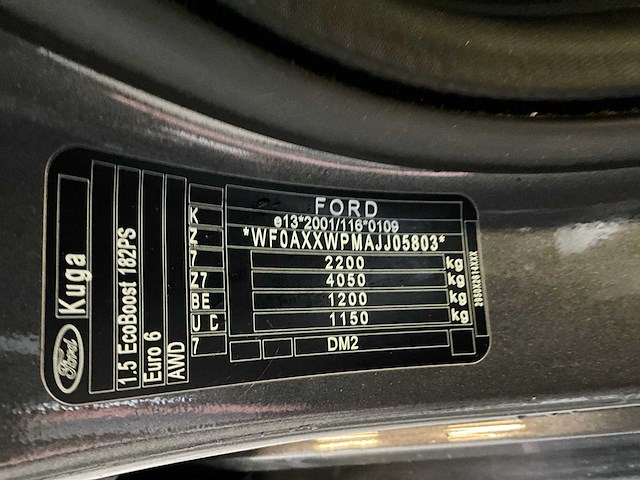 Ford
Kuga
1.5 EcoBoost 182PS
Euro 6
AWD
K
Z
7
Z7
BE
U C
7
FORD
e13*2001/116*0109
*WF0AXXWPMAJJ05803*
2200 kg
4050 kg
1200 kg
1150 kg
DM2